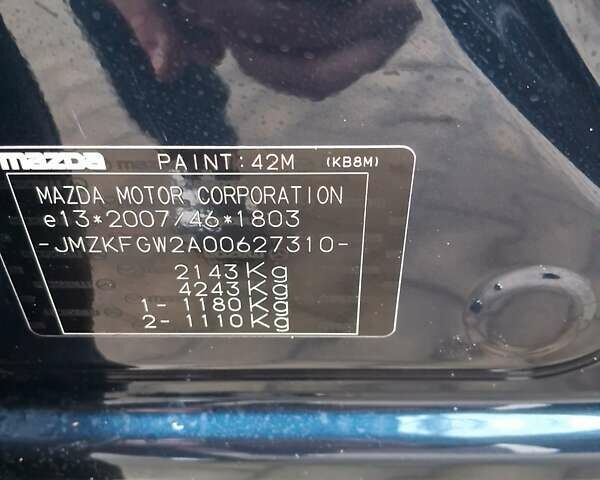 mazda PAINT: 42M (KB8M)
MAZDA MOTOR CORPORATION
e13*2007/46*1803
-JMZKFGW2A00627310-
2143Kg
4243Kg
1- 1180Kg
2- 1110Kg